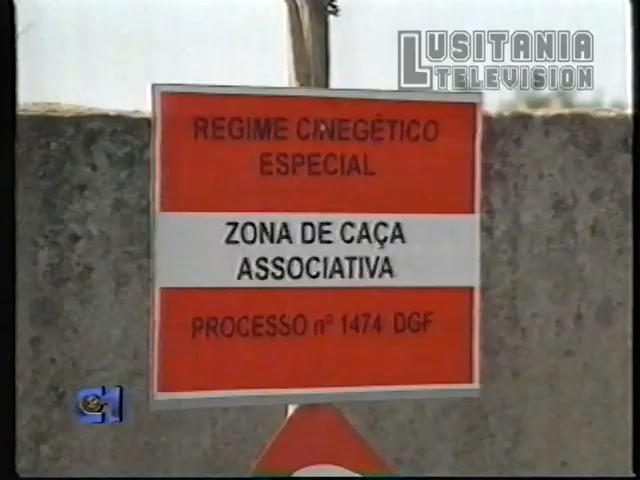 LUSITANIA
TELEVISION
REGIME CINEGÉTICO
ESPECIAL
ZONA DE CAÇA
ASSOCIATIVA
PROCESSO nº 1474 DGF